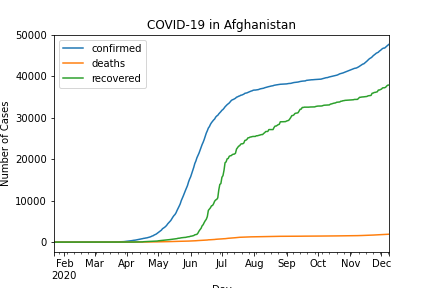 COVID-19 in Afghanistan
50000
40000
30000
20000
10000
0
Number of Cases
confirmed
deaths
recovered
Feb Mar Apr May Jun Jul Aug Sep Oct Nov Dec
2020